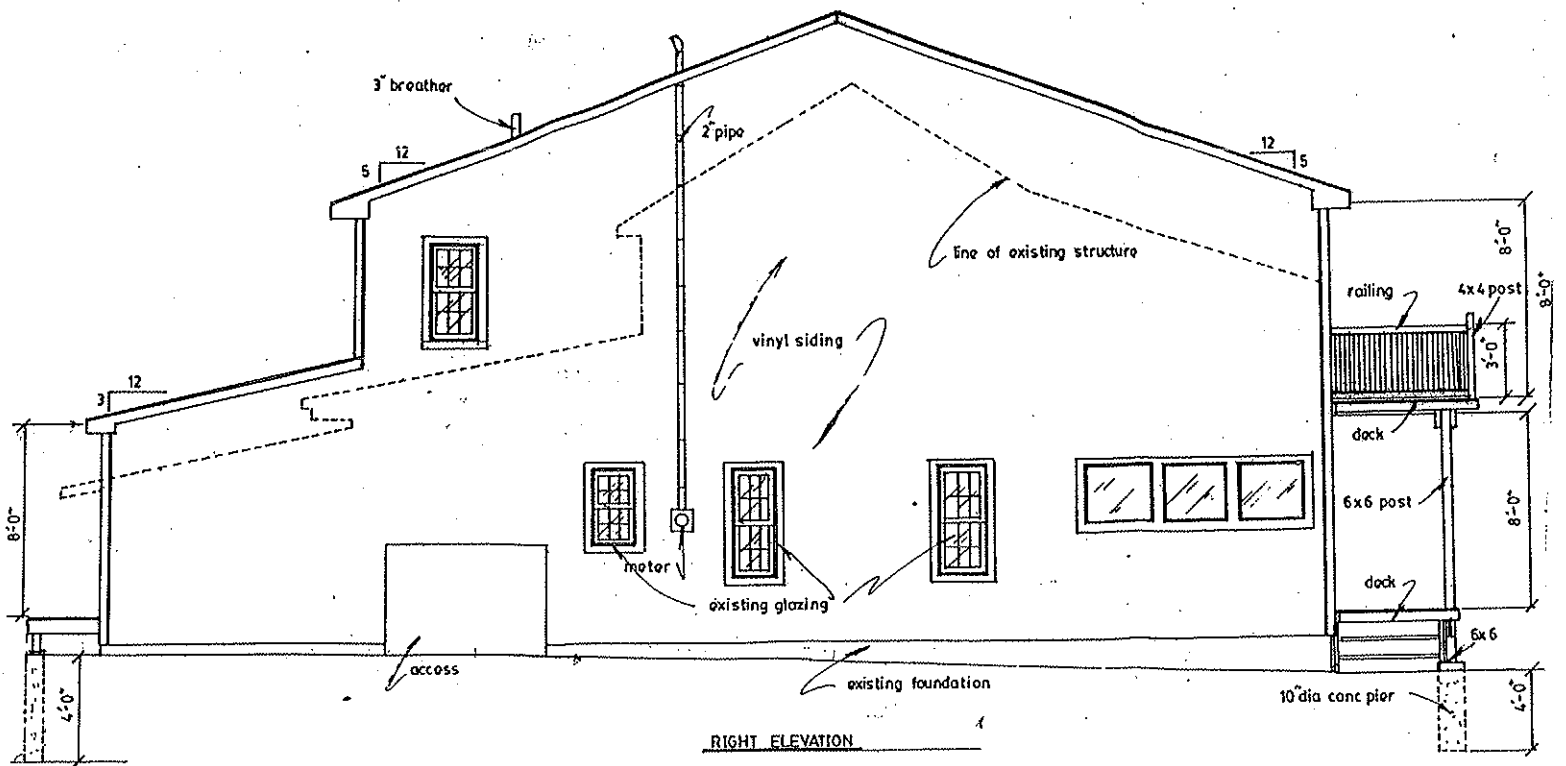 3" breather
2" pipe
12
5
12
5
line of existing structure
8'-0"
8'-0"
railing
4x4 post
vinyl siding
3'-0"
12
3
deck
8'-0"
6x6 post
8'-0"
meter
existing glazing
deck
6x6
access
existing foundation
10" dia conc pier
4'-0"
4'-0"
RIGHT ELEVATION